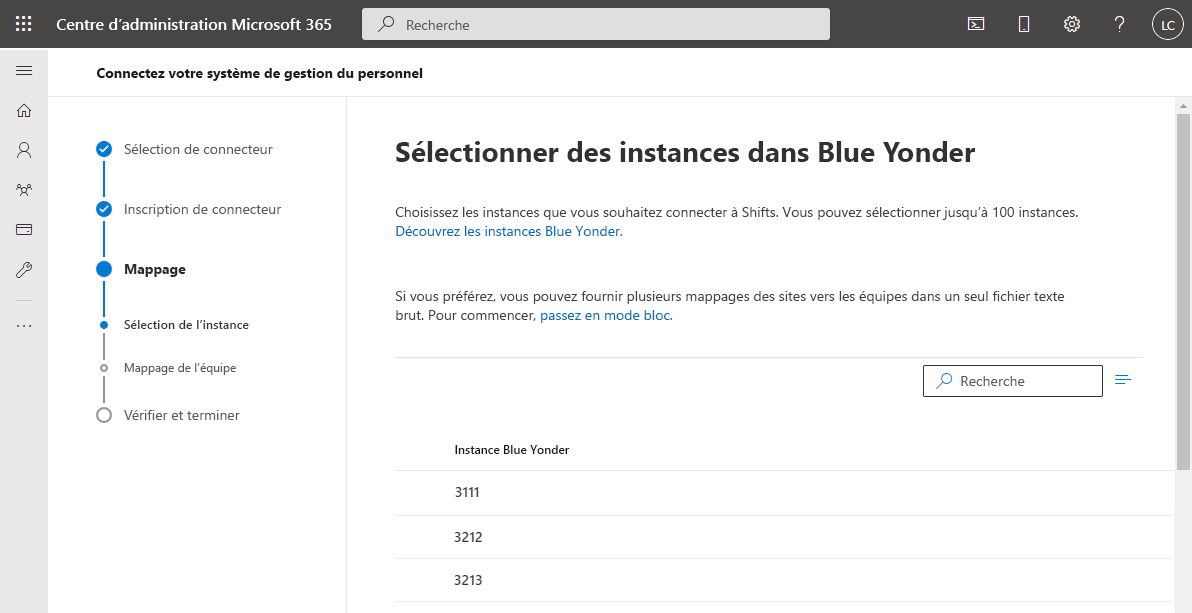 Centre d’administration Microsoft 365
Recherche
LC
Connectez votre système de gestion du personnel
Sélection de connecteur
Inscription de connecteur
Mappage
Sélection de l’instance
Mappage de l’équipe
Vérifier et terminer
Sélectionner des instances dans Blue Yonder
Choisissez les instances que vous souhaitez connecter à Shifts. Vous pouvez sélectionner jusqu’à 100 instances.
Découvrez les instances Blue Yonder.
Si vous préférez, vous pouvez fournir plusieurs mappages des sites vers les équipes dans un seul fichier texte
brut. Pour commencer, passez en mode bloc.
Recherche
Instance Blue Yonder
3111
3212
3213